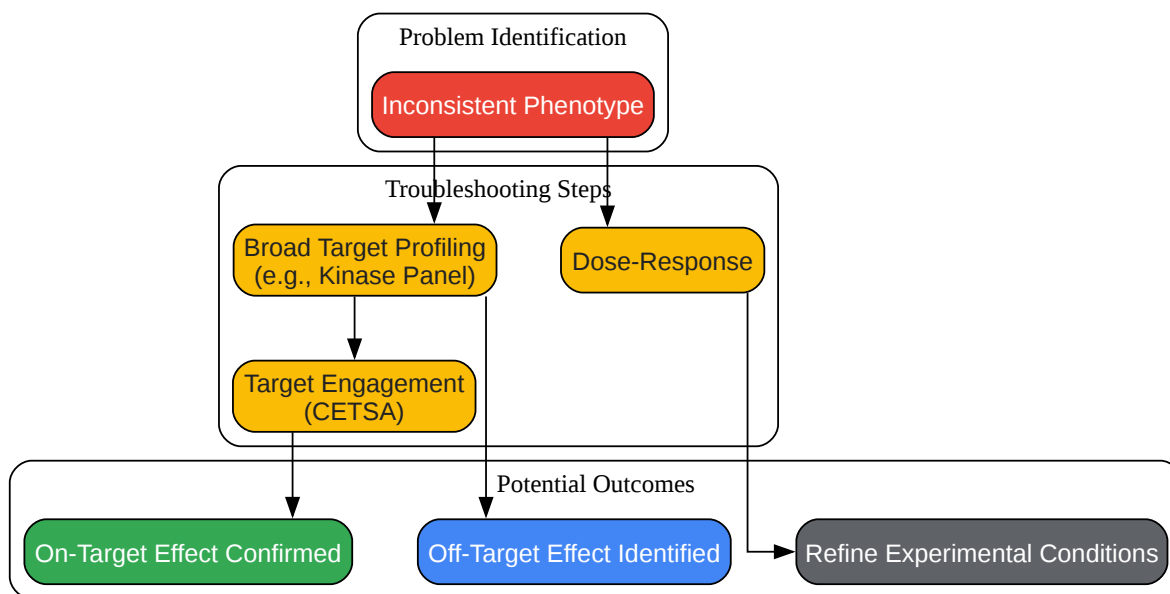 Problem Identification
Inconsistent Phenotype
Troubleshooting Steps
Broad Target Profiling
(e.g., Kinase Panel)
Dose-Response
Target Engagement
(CETSA)
Potential Outcomes
On-Target Effect Confirmed
Off-Target Effect Identified
Refine Experimental Conditions